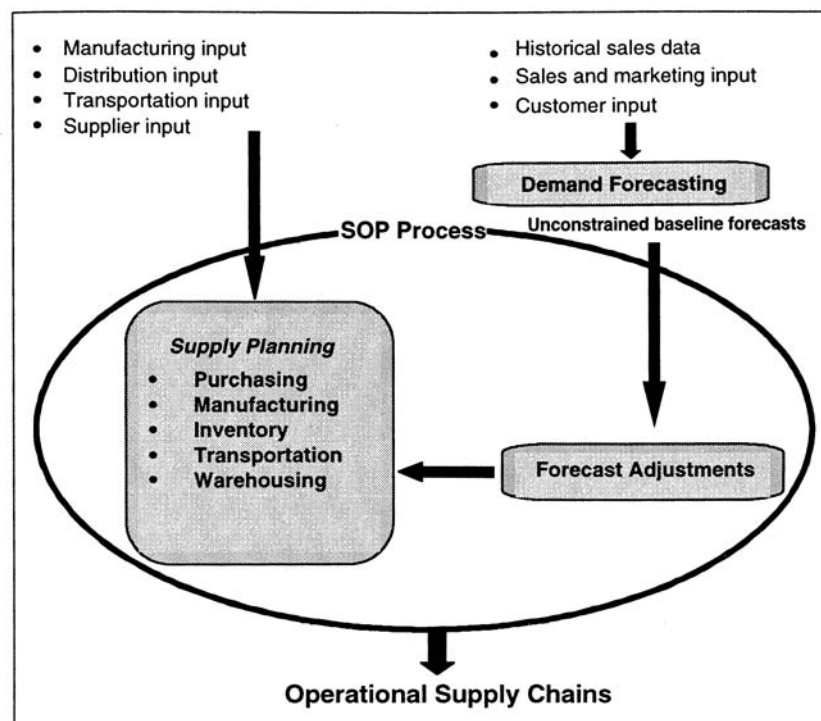 • Manufacturing input
• Distribution input
• Transportation input
• Supplier input
• Historical sales data
• Sales and marketing input
• Customer input
Demand Forecasting
Unconstrained baseline forecasts
SOP Process
Supply Planning
• Purchasing
• Manufacturing
• Inventory
• Transportation
• Warehousing
Forecast Adjustments
Operational Supply Chains